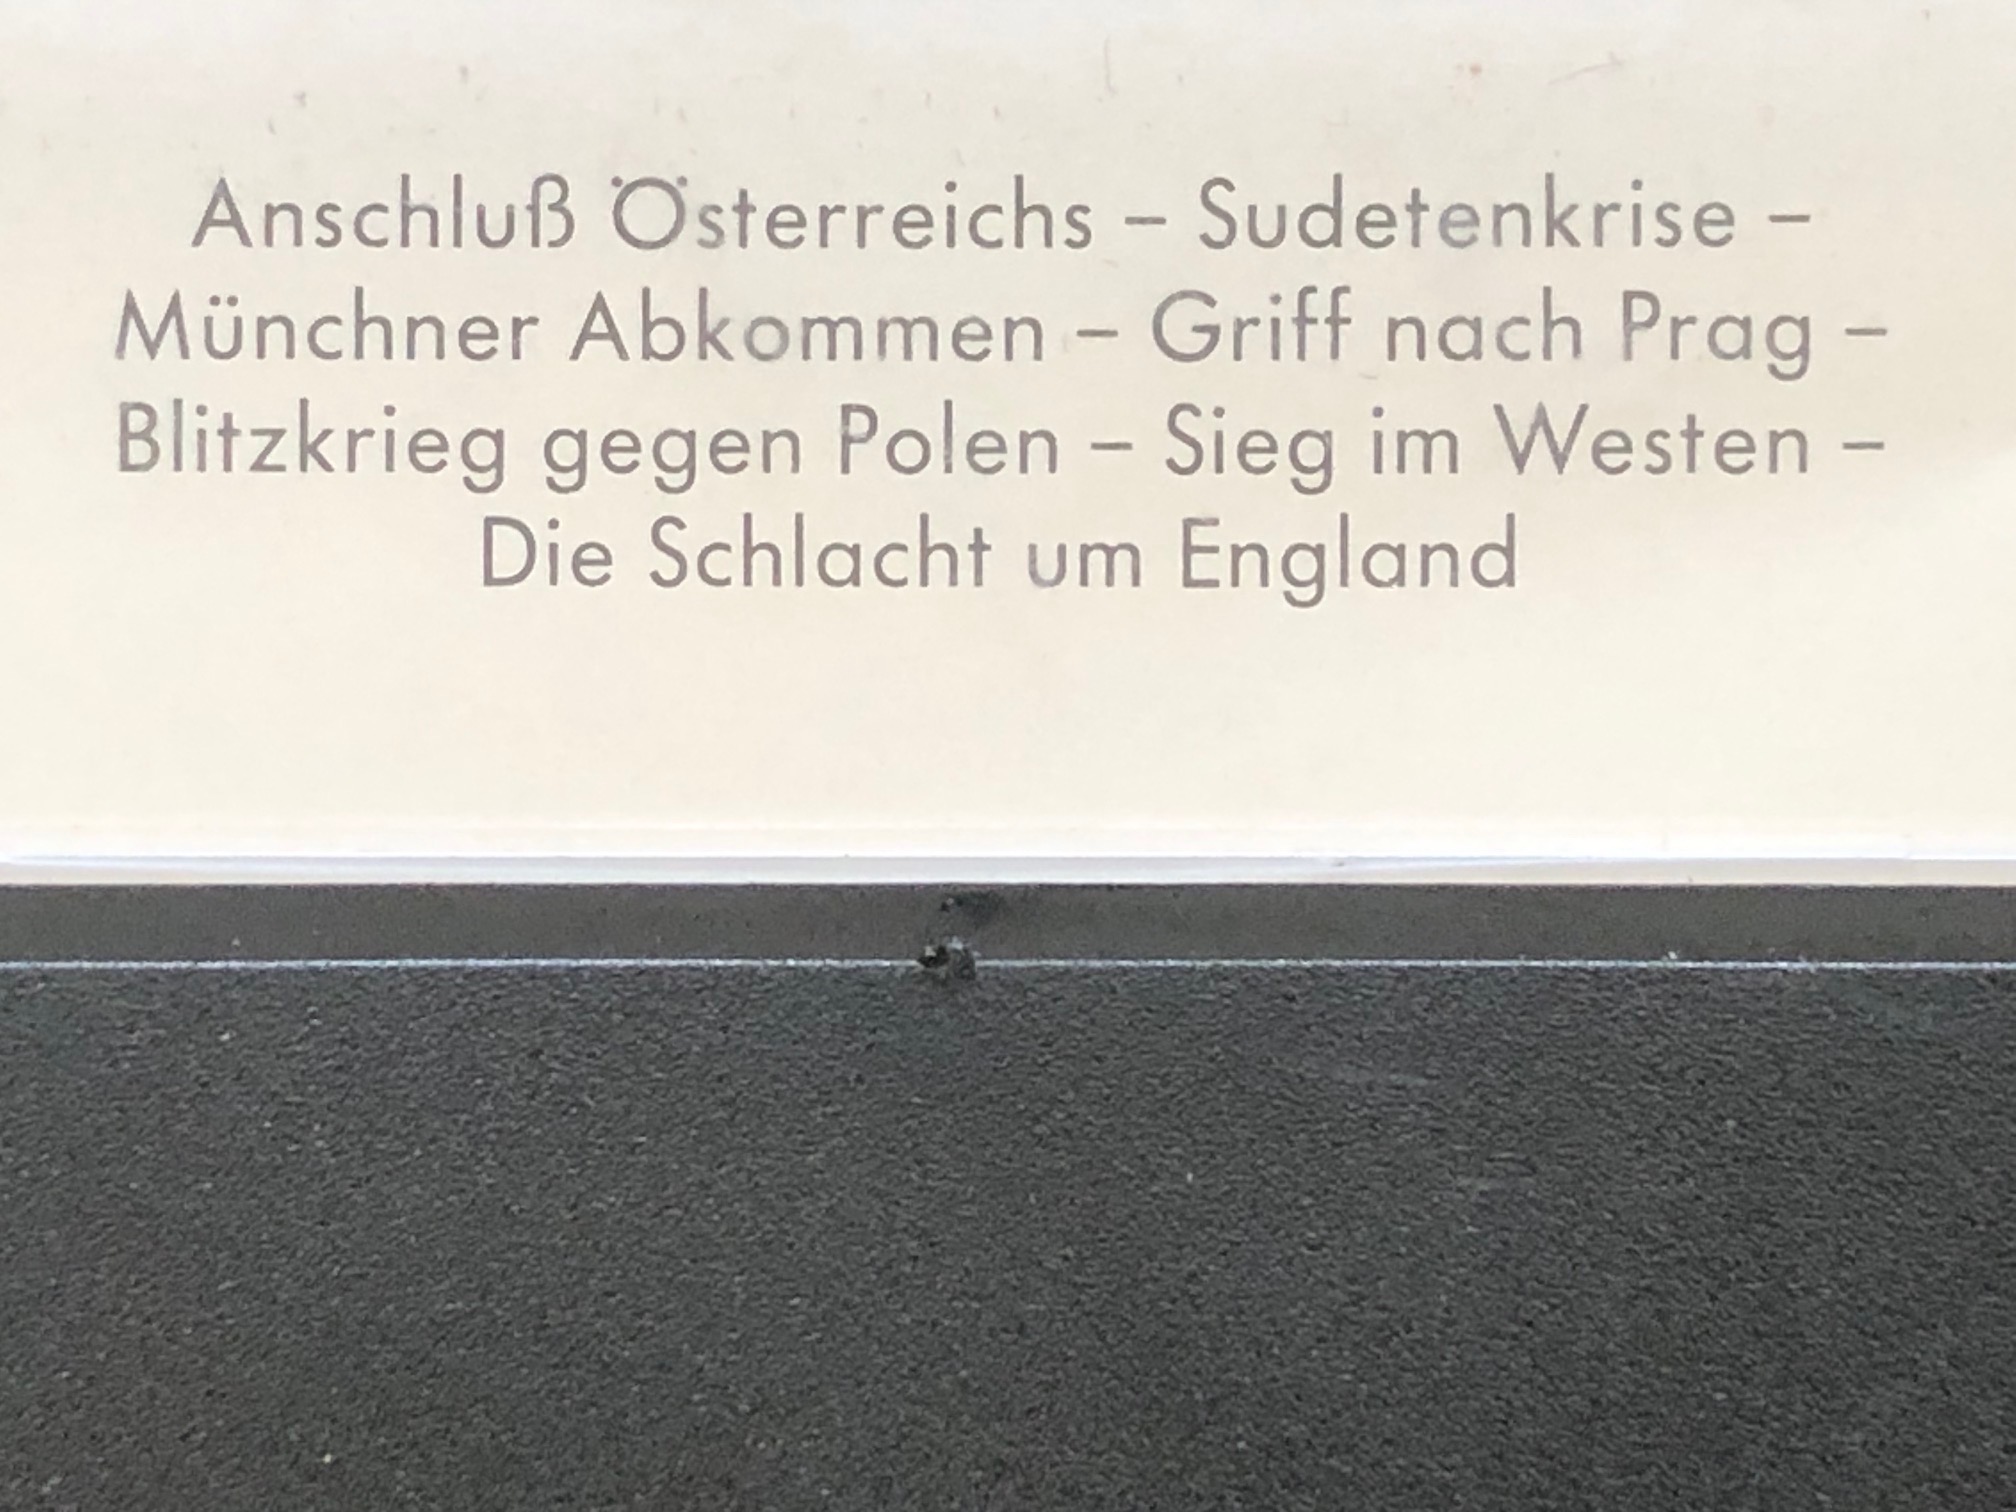 Anschluß Österreichs – Sudetenkrise –
Münchner Abkommen – Griff nach Prag –
Blitzkrieg gegen Polen – Sieg im Westen –
Die Schlacht um England